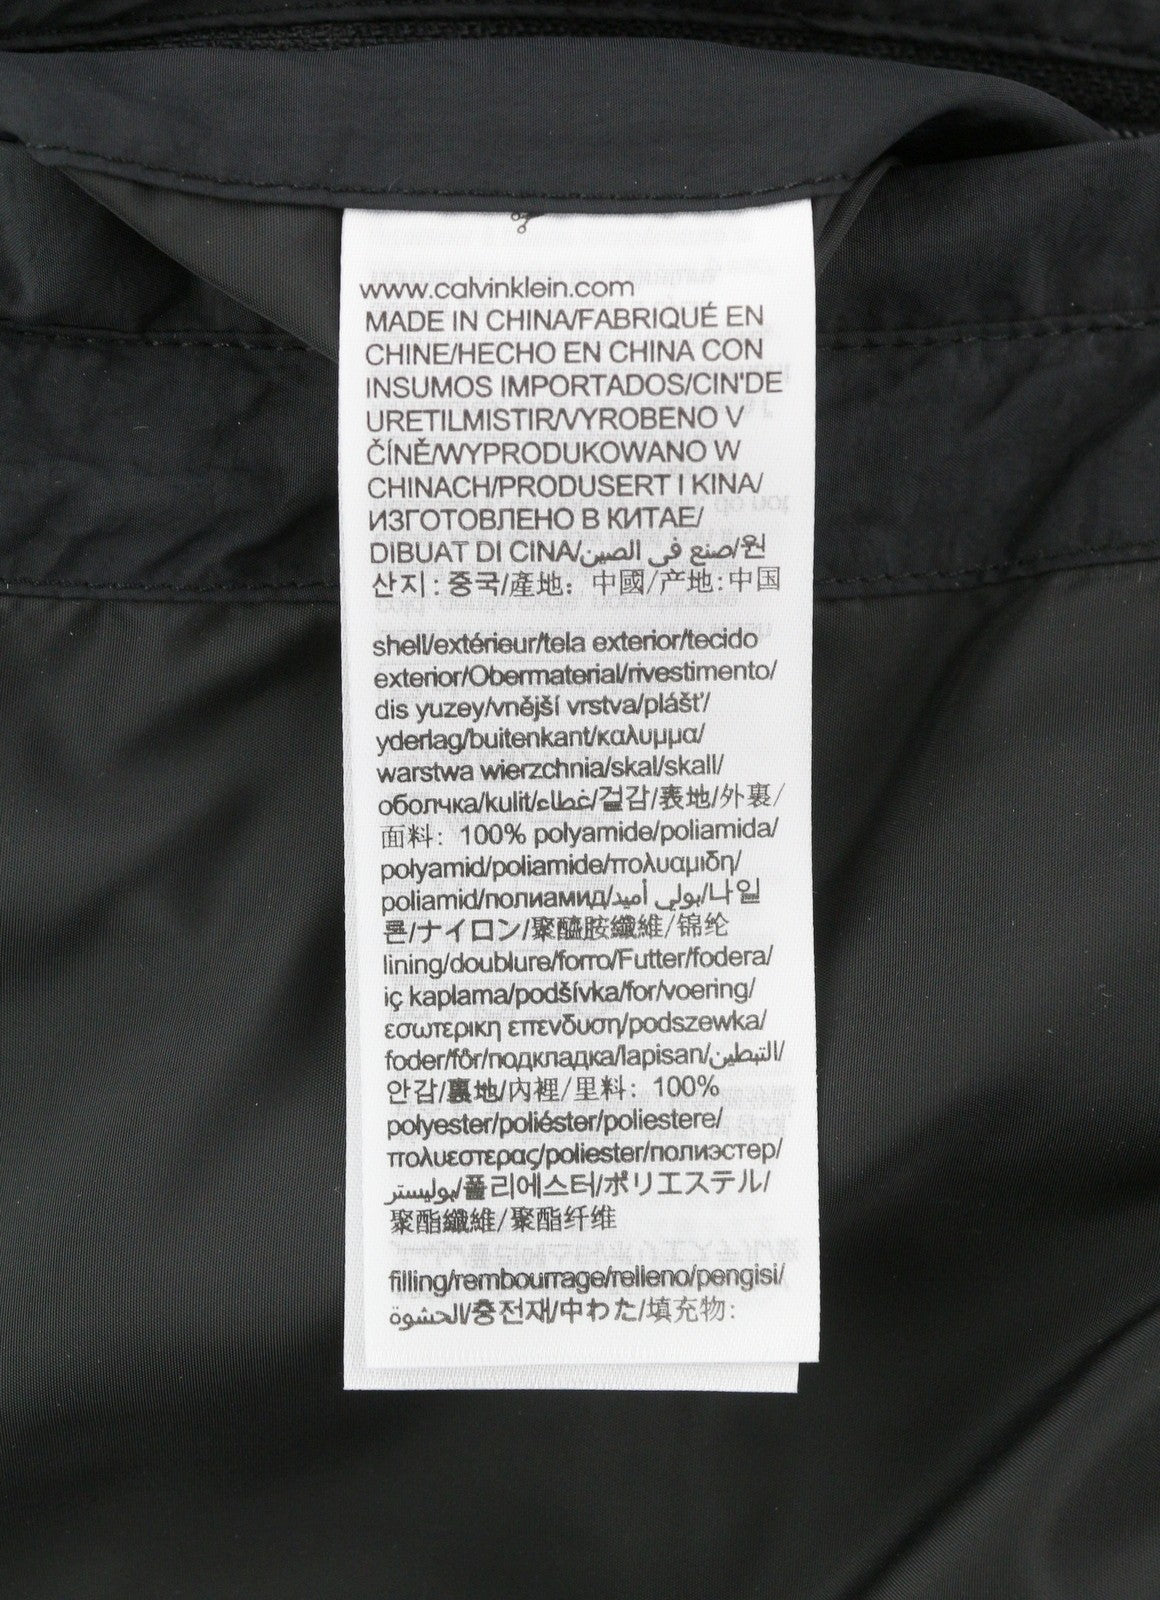 www.calvinklein.com
MADE IN CHINA/FABRIQUÉ EN
CHINE/HECHO EN CHINA CON
INSUMOS IMPORTADOS/CIN'DE
URETILMISTIR/VYROBENO V
ČÍNĚ/WYPRODUKOWANO W
CHINACH/PRODUSERT I KINA/
ИЗГОТОВЛЕНО В КИТАЕ/
DIBUAT DI CINA/صنع في الصين/원
산지: 중국/產地: 中國/产地:中国
shell/extérieur/tela exterior/tecido
exterior/Obermaterial/rivestimento/
dis yuzey/vnější vrstva/plášť/
yderlag/buitenkant/καλυμμα/
warstwa wierzchnia/skal/skall/
оболчка/kulit/غطاء/겉감/表地/外裏/
面料: 100% polyamide/poliamida/
polyamid/poliamide/πολυαμιδη/
poliamid/полиамид/بولي أميد/나일
론/ナイロン/聚醯胺纖維/锦纶
lining/doublure/forro/Futter/fodera/
iç kaplama/podšívka/for/voering/
εσωτερικη επενδυση/podszewka/
foder/fôr/подкладка/lapisan/التبطين/
안감/裏地/內裡/里料: 100%
polyester/poliéster/poliestere/
πολυεστερας/poliester/полиэстер/
بوليستر/폴리에스터/ポリエステル/
聚酯纖維/聚酯纤维
filling/rembourrage/relleno/pengisi/
الحشوة/충전재/中わた/填充物: